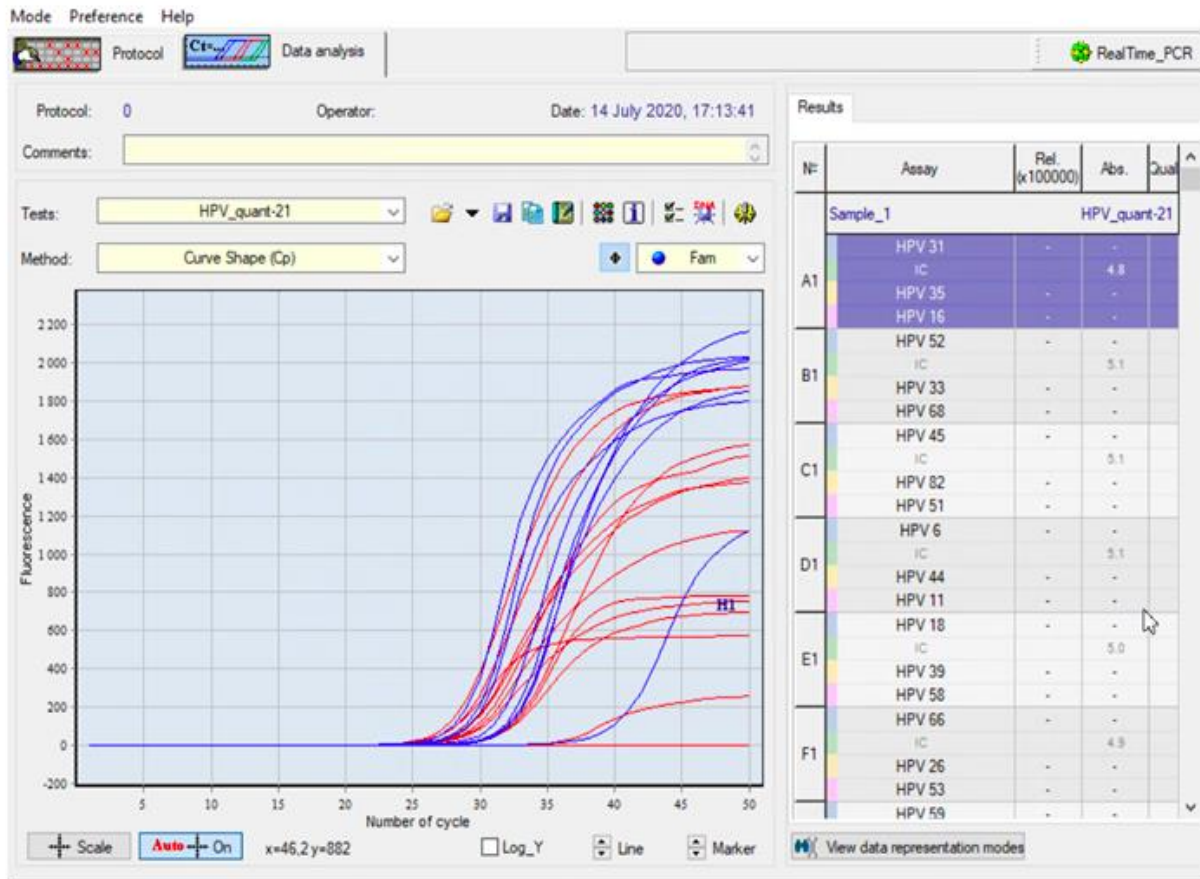 Mode Preference Help
Ct=... Protocol Data analysis RealTime_PCR
Protocol: 0 Operator: Date: 14 July 2020, 17:13:41
Comments:
Tests: HPV_quant-21
Method: Curve Shape (Cp) Fam
2 200
2 000
1 800
1 600
1 400
1 200
1 000
800
600
400
200
0
-200
Fluorescence
H1
5 10 15 20 25 30 35 40 45 50
Number of cycle
Scale Auto On x=46,2 y=882 Log_Y Line Marker
Results
N= Assay Rel. (x100000) Abs. Qual
Sample_1 HPV_quant-21
A1
HPV 31 - -
IC 4.8
HPV 35 - -
HPV 16 - -
B1
HPV 52 - -
IC 5.1
HPV 33 - -
HPV 68 - -
C1
HPV 45 - -
IC 5.1
HPV 82 - -
HPV 51 - -
D1
HPV 6 - -
IC 5.1
HPV 44 - -
HPV 11 - -
E1
HPV 18 - -
IC 5.0
HPV 39 - -
HPV 58 - -
F1
HPV 66 - -
IC 4.9
HPV 26 - -
HPV 53 - -
HPV 59
View data representation modes